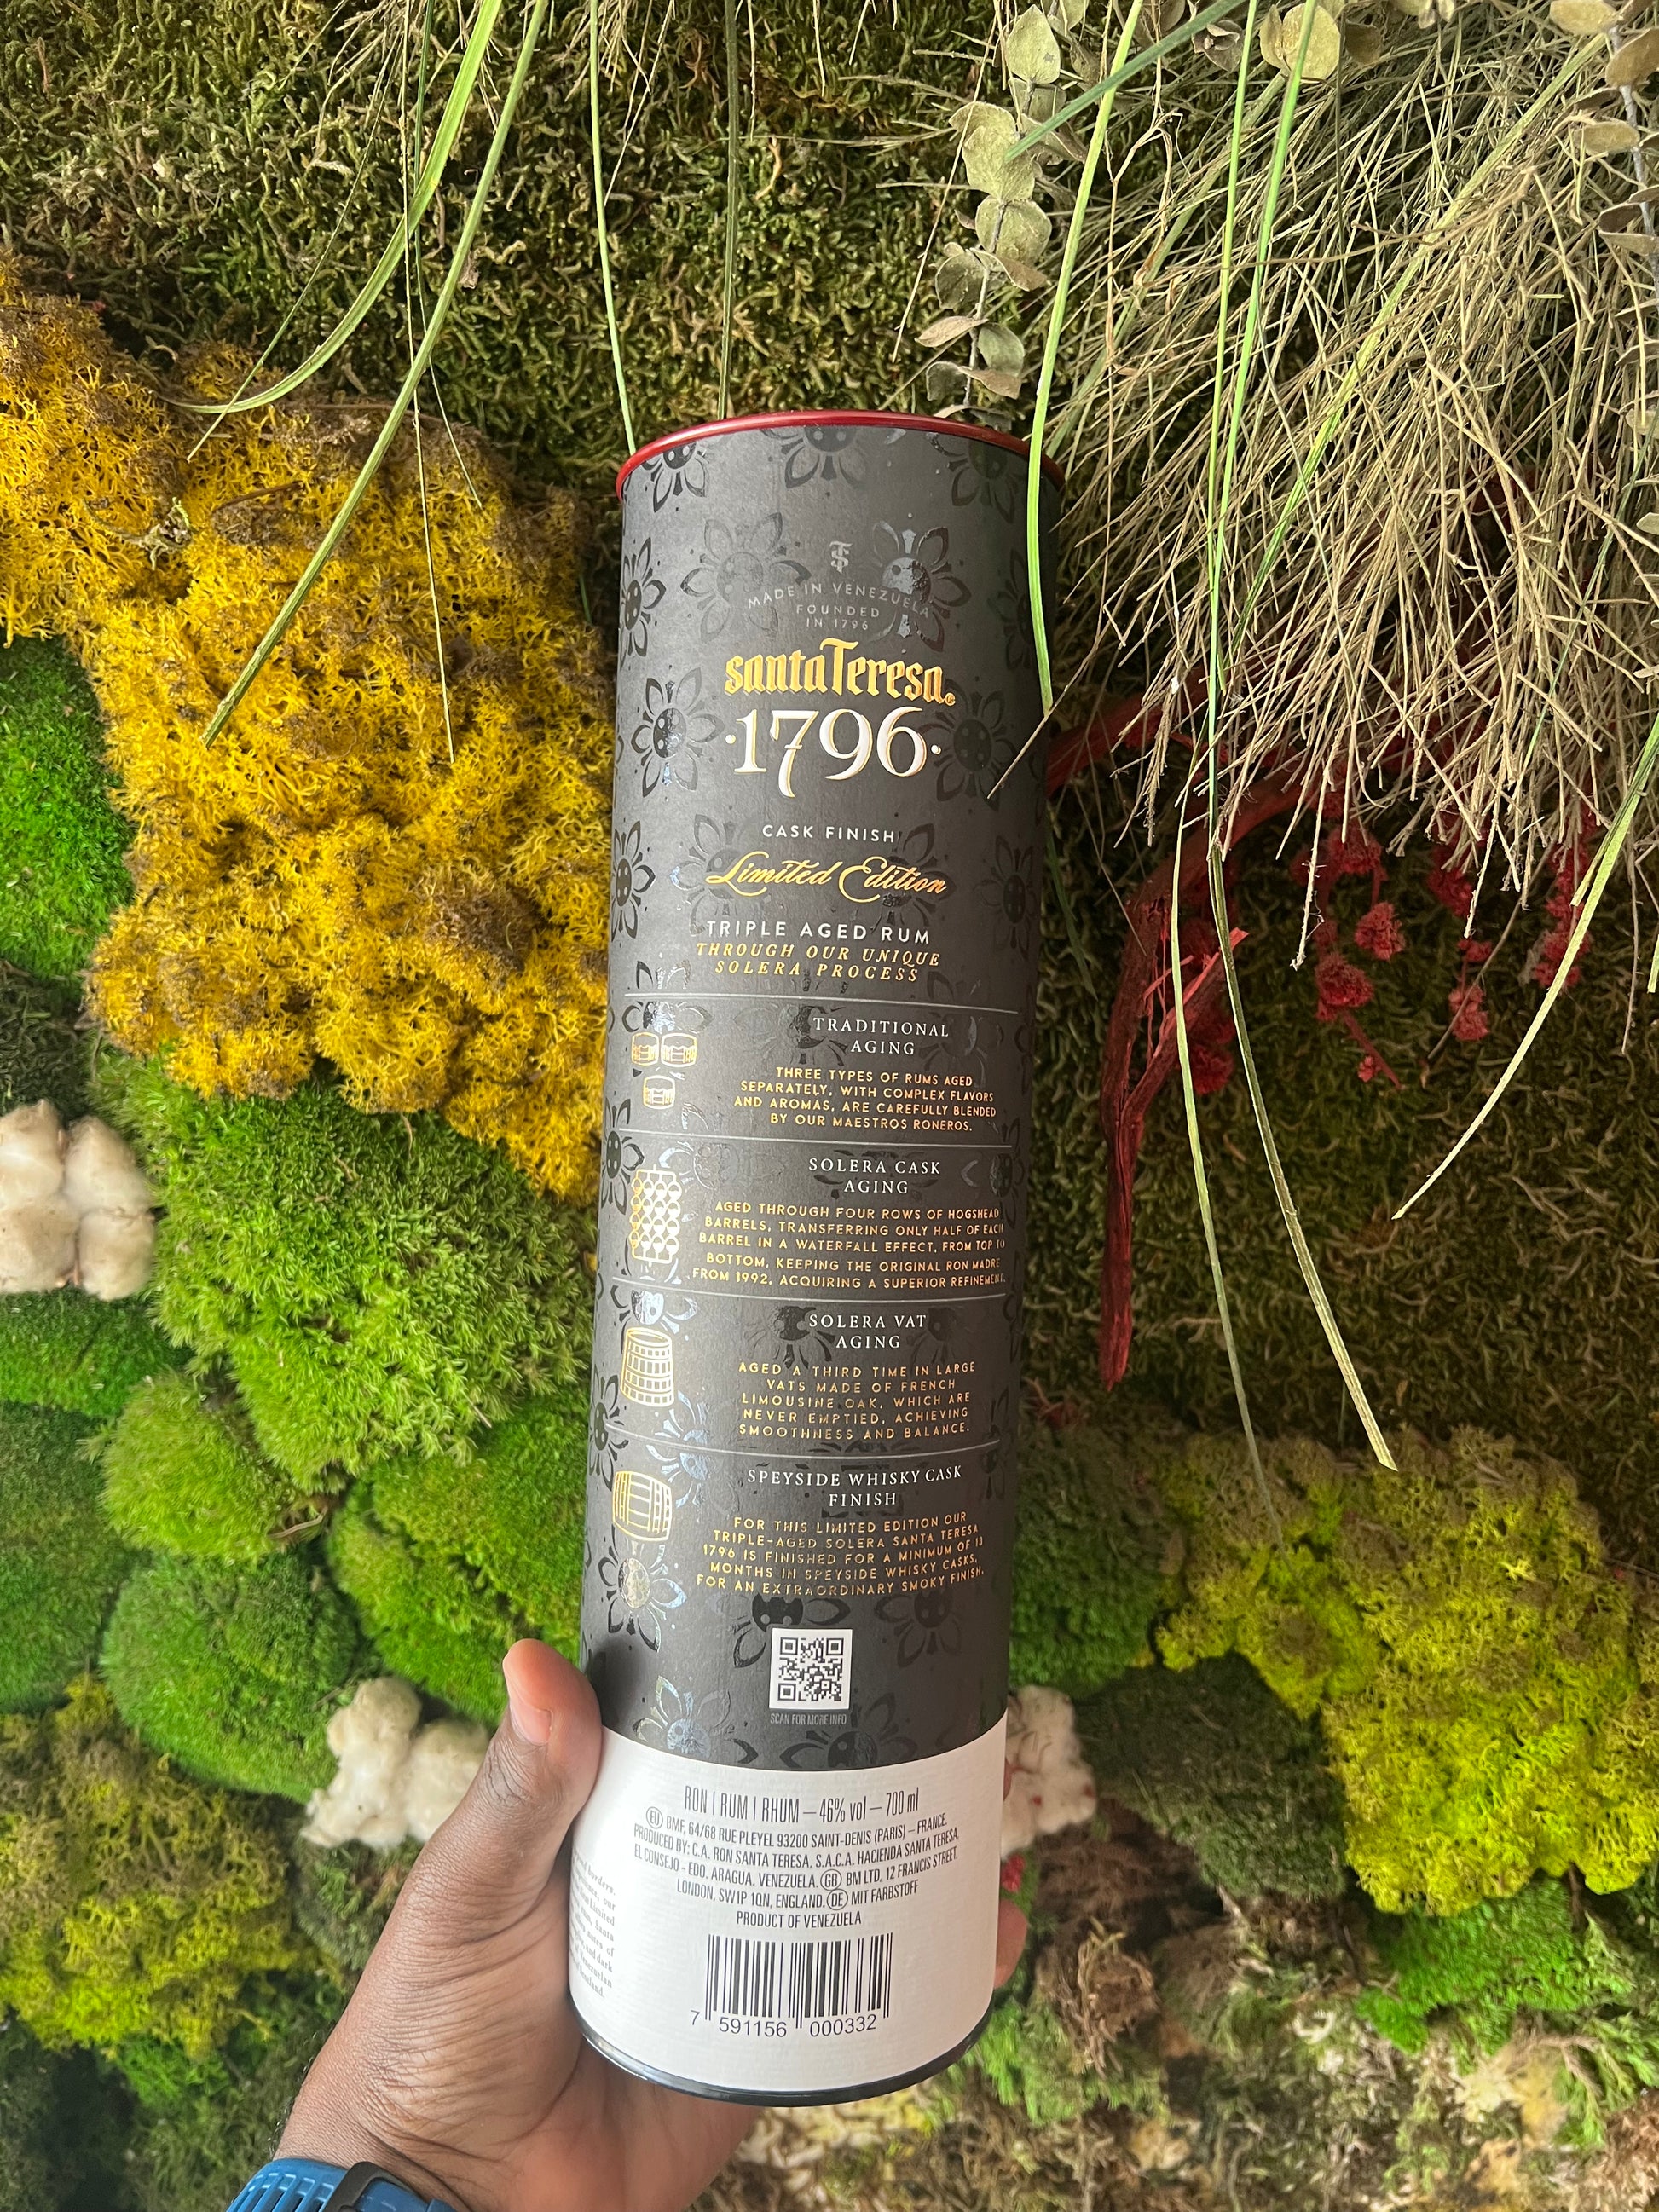 MADE IN VENEZUELA
FOUNDED
IN 1796
santaTeresa®
·1796·
CASK FINISH
Limited Edition
TRIPLE AGED RUM
THROUGH OUR UNIQUE
SOLERA PROCESS
TRADITIONAL
AGING
THREE TYPES OF RUMS AGED
SEPARATELY, WITH COMPLEX FLAVORS
AND AROMAS, ARE CAREFULLY BLENDED
BY OUR MAESTROS RONEROS.
SOLERA CASK
AGING
AGED THROUGH FOUR ROWS OF HOGSHEAD
BARRELS, TRANSFERRING ONLY HALF OF EACH
BARREL IN A WATERFALL EFFECT, FROM TOP TO
BOTTOM, KEEPING THE ORIGINAL RON MADRE
FROM 1992, ACQUIRING A SUPERIOR REFINEMENT.
SOLERA VAT
AGING
AGED A THIRD TIME IN LARGE
VATS MADE OF FRENCH
LIMOUSINE OAK, WHICH ARE
NEVER EMPTIED, ACHIEVING
SMOOTHNESS AND BALANCE.
SPEYSIDE WHISKY CASK
FINISH
FOR THIS LIMITED EDITION OUR
TRIPLE-AGED SOLERA SANTA TERESA
1796 IS FINISHED FOR A MINIMUM OF 13
MONTHS IN SPEYSIDE WHISKY CASKS,
FOR AN EXTRAORDINARY SMOKY FINISH.
SCAN FOR MORE INFO
RON | RUM | RHUM – 46% vol – 700 ml
EU BMF, 64/68 RUE PLEYEL 93200 SAINT-DENIS (PARIS) – FRANCE.
PRODUCED BY: C.A. RON SANTA TERESA, S.A.C.A. HACIENDA SANTA TERESA,
EL CONSEJO - EDO. ARAGUA. VENEZUELA. GB BM LTD, 12 FRANCIS STREET,
LONDON, SW1P 1QN, ENGLAND. DE MIT FARBSTOFF
PRODUCT OF VENEZUELA
7 591156 000332